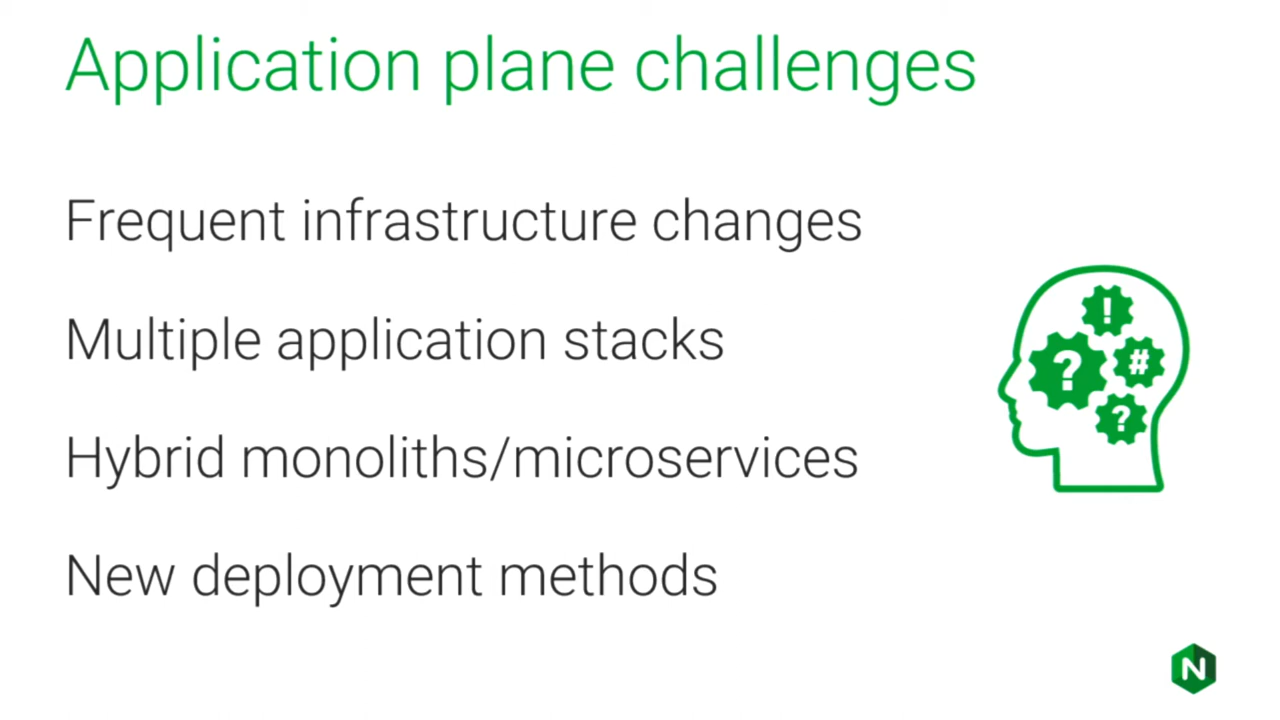 Application plane challenges
Frequent infrastructure changes
Multiple application stacks
!
?
#
?
Hybrid monoliths/microservices
New deployment methods
N